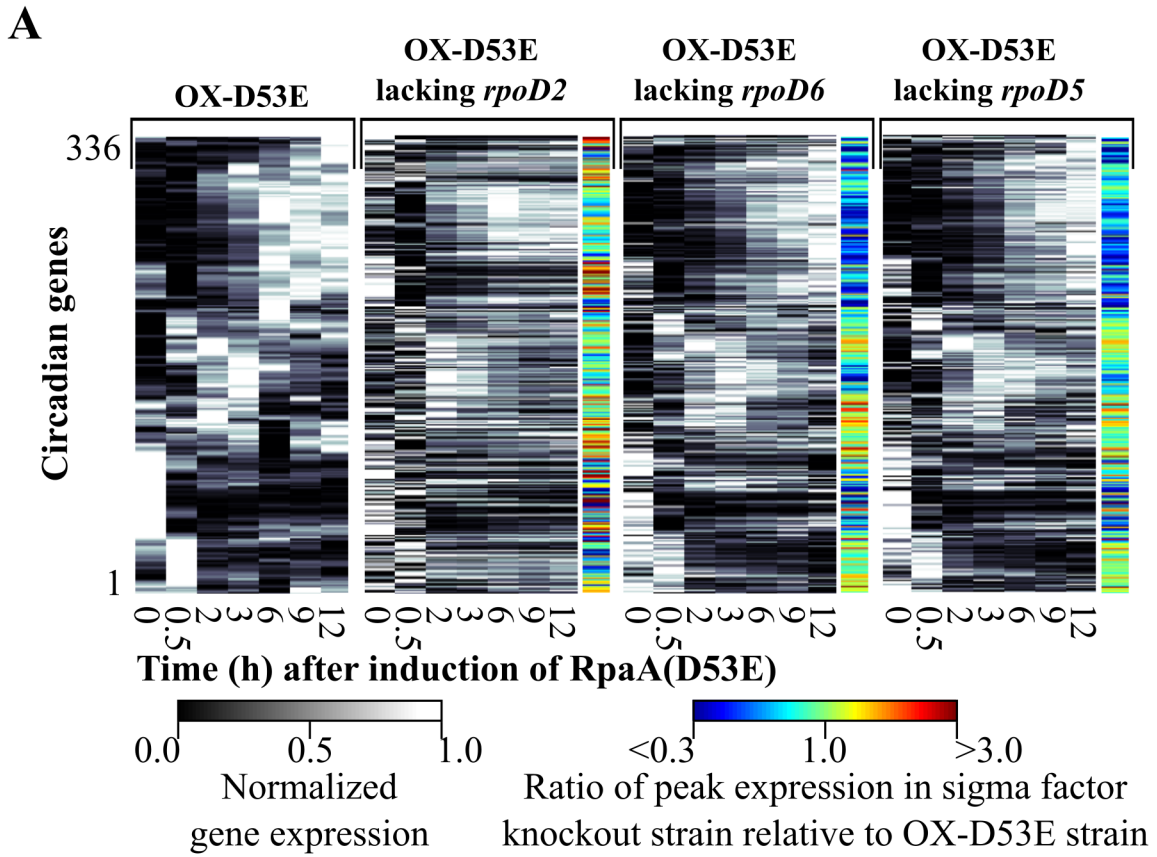 A
OX-D53E
OX-D53E
lacking rpoD2
OX-D53E
lacking rpoD6
OX-D53E
lacking rpoD5
336
Circadian genes
1
0 0.5 2 3 6 9 12
0 0.5 2 3 6 9 12
0 0.5 2 3 6 9 12
0 0.5 2 3 6 9 12
Time (h) after induction of RpaA(D53E)
0.0 0.5 1.0
Normalized
gene expression
<0.3 1.0 >3.0
Ratio of peak expression in sigma factor
knockout strain relative to OX-D53E strain